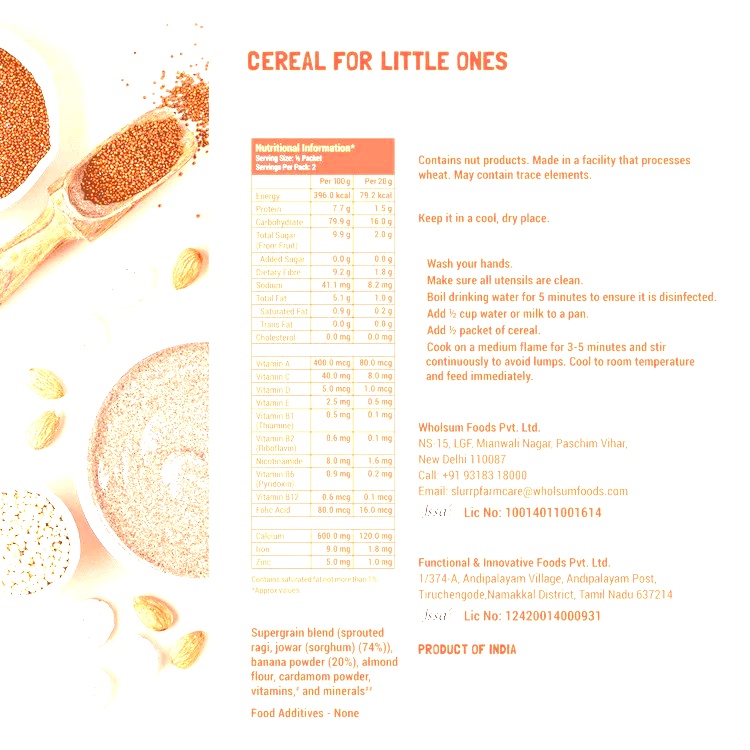 CEREAL FOR LITTLE ONES
Nutritional Information*
Serving Size: ½ Packet
Servings Per Pack: 2
Per 100 g Per 20 g
Energy 396.0 kcal 79.2 kcal
Protein 7.7 g 1.5 g
Carbohydrate 79.9 g 16.0 g
Total Sugar 9.9 g 2.0 g
(From Fruit)
Added Sugar 0.0 g 0.0 g
Dietary Fibre 9.2 g 1.8 g
Sodium 41.1 mg 8.2 mg
Total Fat 5.1 g 1.0 g
Saturated Fat 0.9 g 0.2 g
Trans Fat 0.0 g 0.0 g
Cholesterol 0.0 mg 0.0 mg
Vitamin A 400.0 mcg 80.0 mcg
Vitamin C 40.0 mg 8.0 mg
Vitamin D 5.0 mcg 1.0 mcg
Vitamin E 2.5 mg 0.5 mg
Vitamin B1 0.5 mg 0.1 mg
(Thiamine)
Vitamin B2 0.6 mg 0.1 mg
(Riboflavin)
Nicotinamide 8.0 mg 1.6 mg
Vitamin B6 0.9 mg 0.2 mg
(Pyridoxin)
Vitamin B12 0.6 mcg 0.1 mcg
Folic Acid 80.0 mcg 16.0 mcg
Calcium 600.0 mg 120.0 mg
Iron 9.0 mg 1.8 mg
Zinc 5.0 mg 1.0 mg
Contains saturated fat not more than 1%
*Approx values
Supergrain blend (sprouted
ragi, jowar (sorghum) (74%)),
banana powder (20%), almond
flour, cardamom powder,
vitamins,# and minerals##
Food Additives - None
Contains nut products. Made in a facility that processes
wheat. May contain trace elements.
Keep it in a cool, dry place.
Wash your hands.
Make sure all utensils are clean.
Boil drinking water for 5 minutes to ensure it is disinfected.
Add ½ cup water or milk to a pan.
Add ½ packet of cereal.
Cook on a medium flame for 3-5 minutes and stir
continuously to avoid lumps. Cool to room temperature
and feed immediately.
Wholsum Foods Pvt. Ltd.
NS-15, LGF, Mianwali Nagar, Paschim Vihar,
New Delhi 110087
Call: +91 93183 18000
Email: slurrpfarmcare@wholsumfoods.com
fssai Lic No: 10014011001614
Functional & Innovative Foods Pvt. Ltd.
1/374-A, Andipalayam Village, Andipalayam Post,
Tiruchengode,Namakkal District, Tamil Nadu 637214
fssai Lic No: 12420014000931
PRODUCT OF INDIA